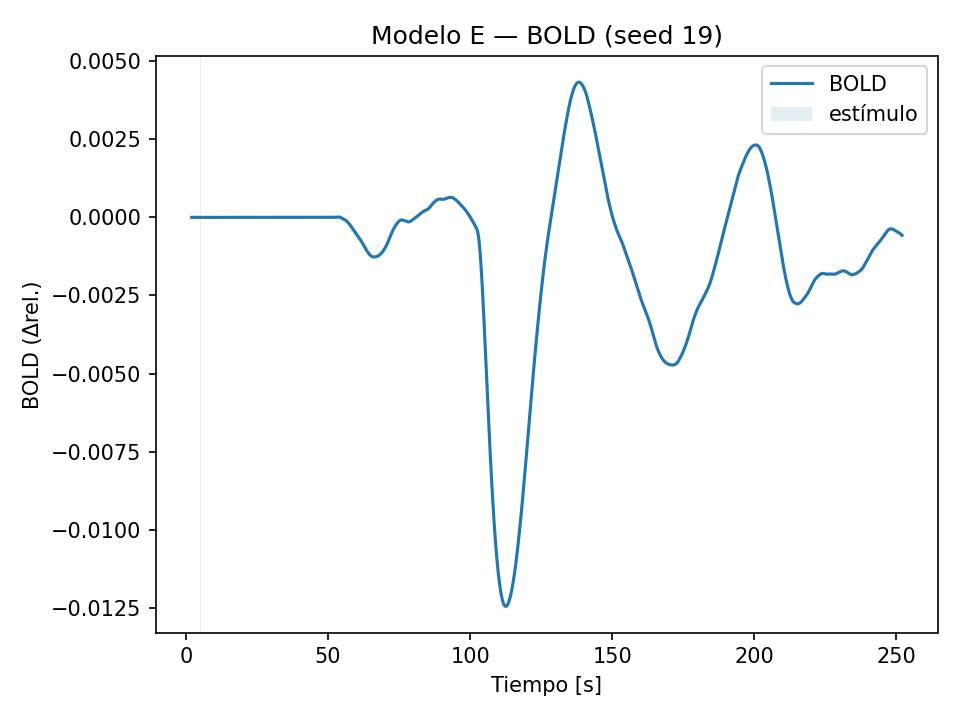 Modelo E — BOLD (seed 19)
BOLD
estímulo
BOLD (Δrel.)
0.0050
0.0025
0.0000
−0.0025
−0.0050
−0.0075
−0.0100
−0.0125
0 50 100 150 200 250
Tiempo [s]